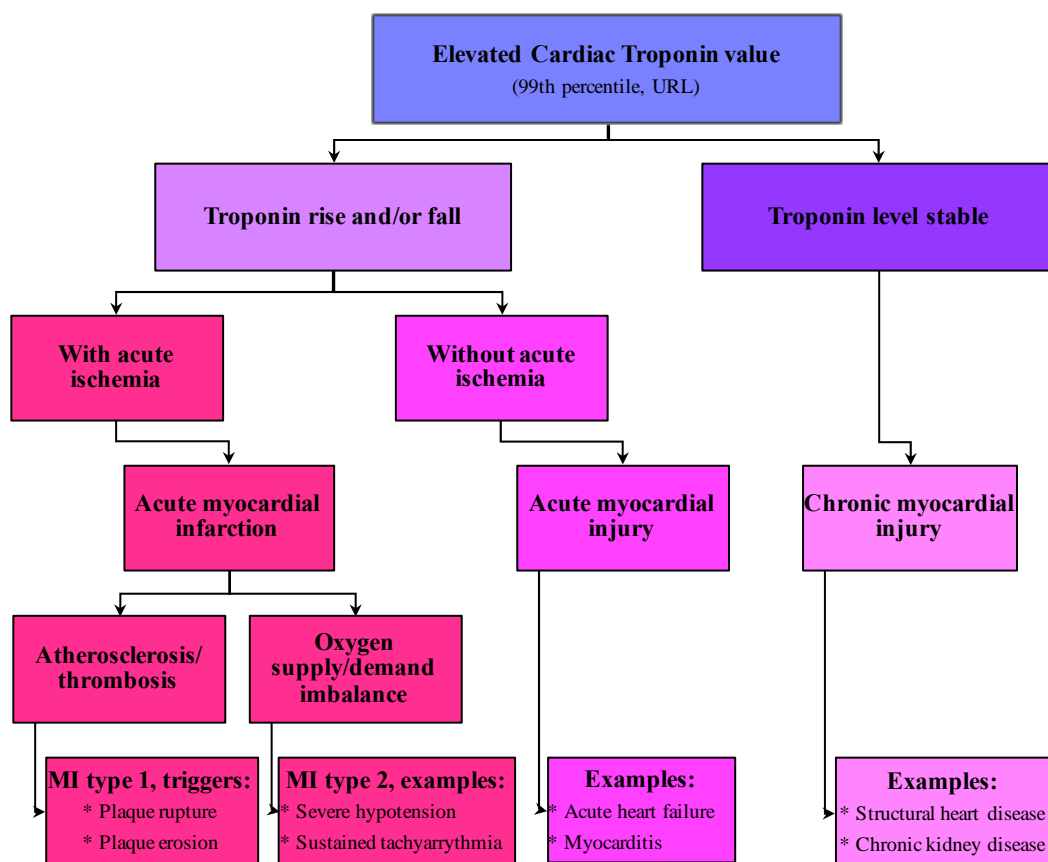 Elevated Cardiac Troponin value
(99th percentile, URL)
Troponin rise and/or fall
Troponin level stable
With acute
ischemia
Without acute
ischemia
Acute myocardial
infarction
Acute myocardial
injury
Chronic myocardial
injury
Atherosclerosis/
thrombosis
Oxygen
supply/demand
imbalance
MI type 1, triggers:
* Plaque rupture
* Plaque erosion
MI type 2, examples:
* Severe hypotension
* Sustained tachyarrythmia
Examples:
* Acute heart failure
* Myocarditis
Examples:
* Structural heart disease
* Chronic kidney disease